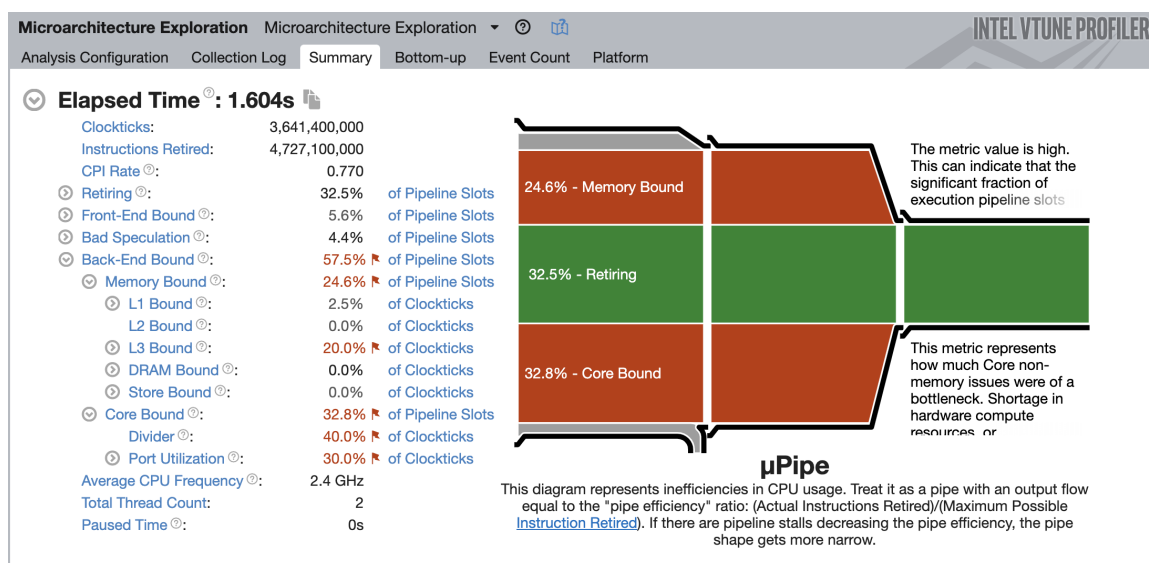 Microarchitecture Exploration Microarchitecture Exploration
INTEL VTUNE PROFILER
Analysis Configuration Collection Log Summary Bottom-up Event Count Platform
Elapsed Time: 1.604s
Clockticks: 3,641,400,000
Instructions Retired: 4,727,100,000
CPI Rate: 0.770
Retiring: 32.5% of Pipeline Slots
Front-End Bound: 5.6% of Pipeline Slots
Bad Speculation: 4.4% of Pipeline Slots
Back-End Bound: 57.5% of Pipeline Slots
Memory Bound: 24.6% of Pipeline Slots
L1 Bound: 2.5% of Clockticks
L2 Bound: 0.0% of Clockticks
L3 Bound: 20.0% of Clockticks
DRAM Bound: 0.0% of Clockticks
Store Bound: 0.0% of Clockticks
Core Bound: 32.8% of Pipeline Slots
Divider: 40.0% of Clockticks
Port Utilization: 30.0% of Clockticks
Average CPU Frequency: 2.4 GHz
Total Thread Count: 2
Paused Time: 0s
24.6% - Memory Bound
32.5% - Retiring
32.8% - Core Bound
The metric value is high.
This can indicate that the
significant fraction of
execution pipeline slots
This metric represents
how much Core non-
memory issues were of a
bottleneck. Shortage in
hardware compute
resources, or
µPipe
This diagram represents inefficiencies in CPU usage. Treat it as a pipe with an output flow
equal to the "pipe efficiency" ratio: (Actual Instructions Retired)/(Maximum Possible
Instruction Retired). If there are pipeline stalls decreasing the pipe efficiency, the pipe
shape gets more narrow.